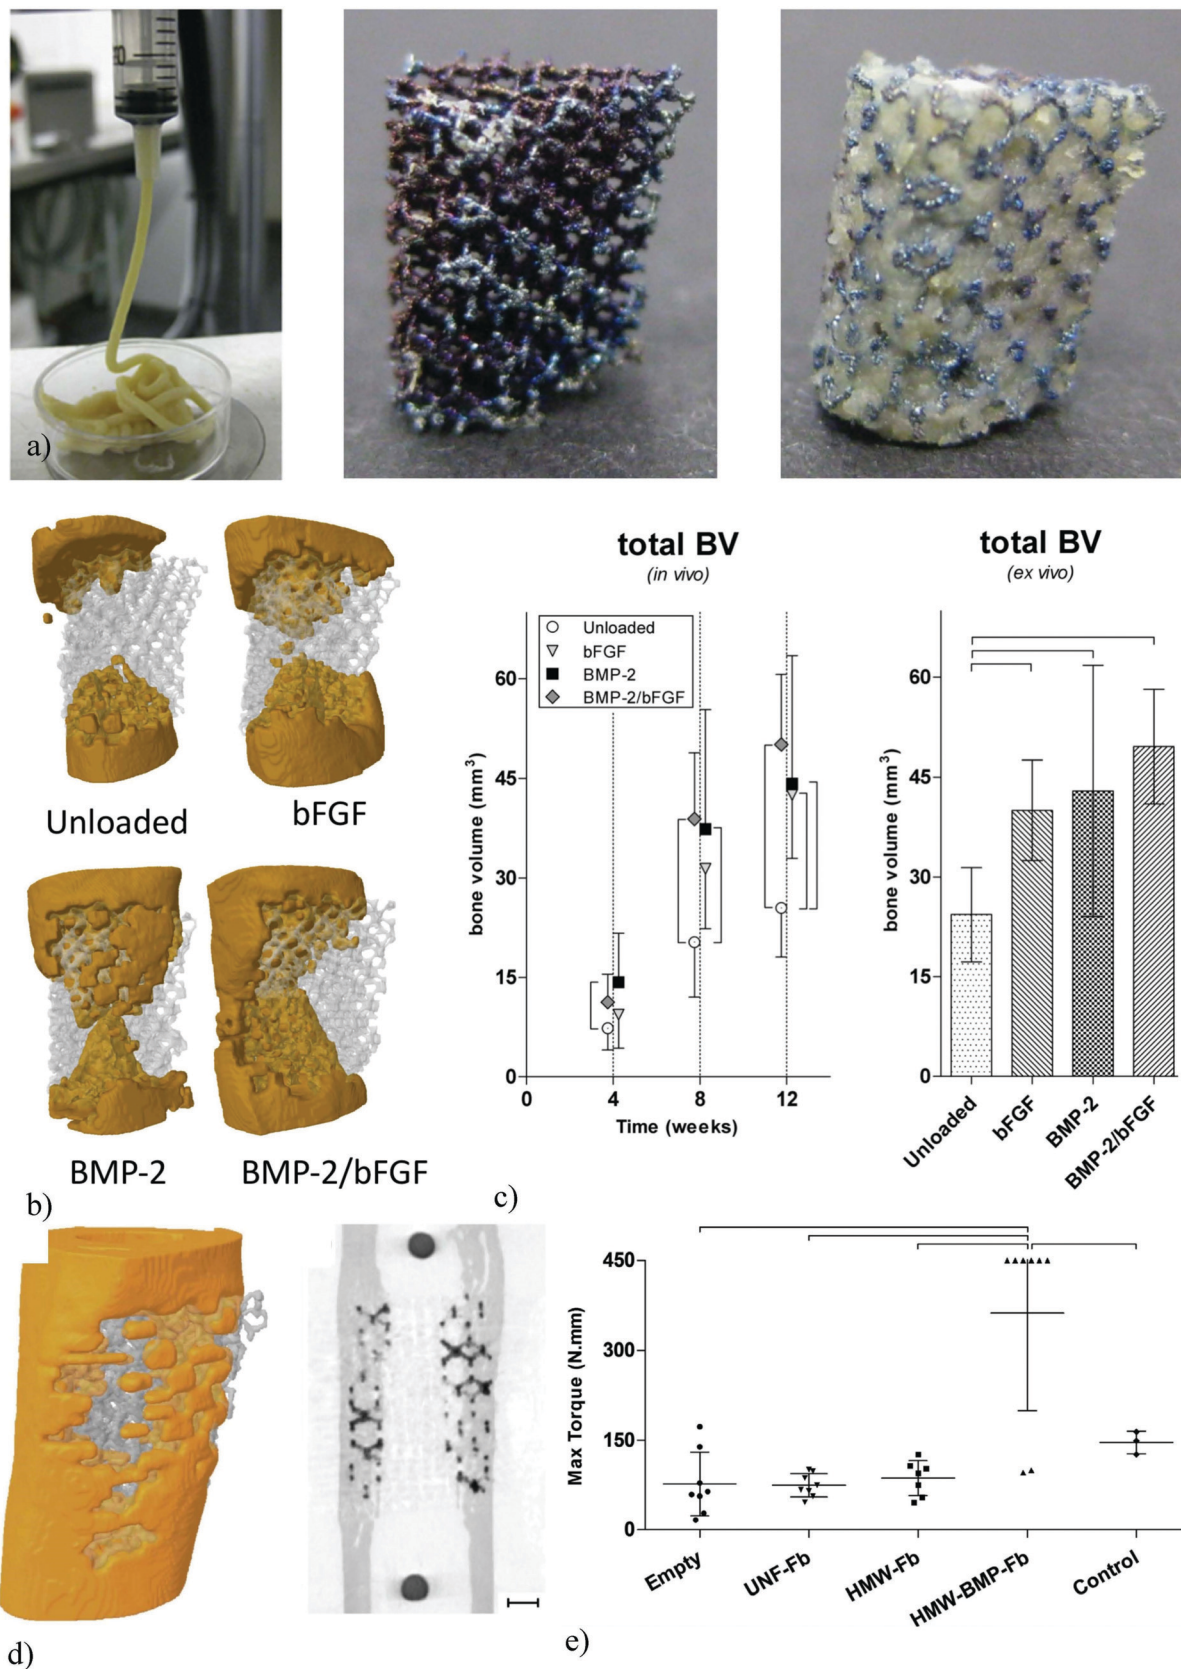 a)
Unloaded
bFGF
BMP-2
BMP-2/bFGF
b)
total BV
(in vivo)
Unloaded
bFGF
BMP-2
BMP-2/bFGF
60
45
30
15
0
bone volume (mm³)
0
4
8
12
Time (weeks)
c)
total BV
(ex vivo)
60
45
30
15
0
bone volume (mm³)
Unloaded
bFGF
BMP-2
BMP-2/bFGF
d)
450
300
150
0
Max Torque (N.mm)
Empty
UNF-Fb
HMW-Fb
HMW-BMP-Fb
Control
e)